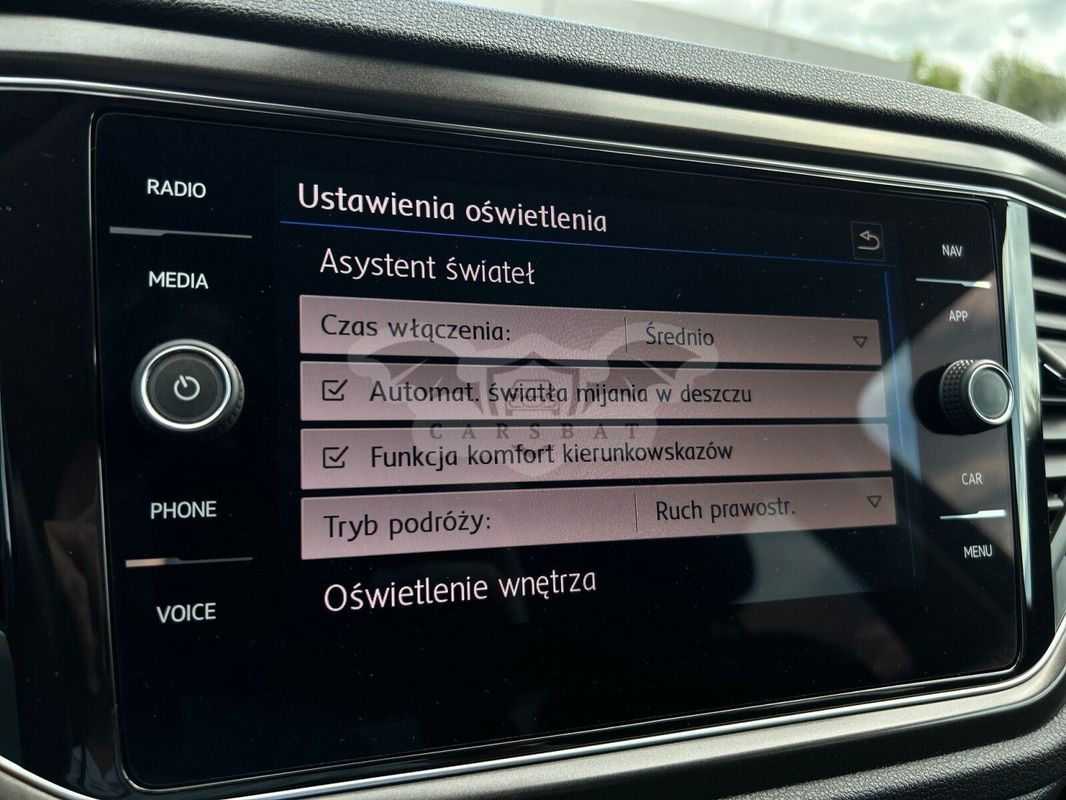 RADIO
MEDIA
PHONE
VOICE
Ustawienia oświetlenia
Asystent świateł
Czas włączenia: Średnio
Automat. światła mijania w deszczu
CARSBAT
Funkcja komfort kierunkowskazów
Tryb podróży: Ruch prawostr.
Oświetlenie wnętrza
NAV
APP
CAR
MENU